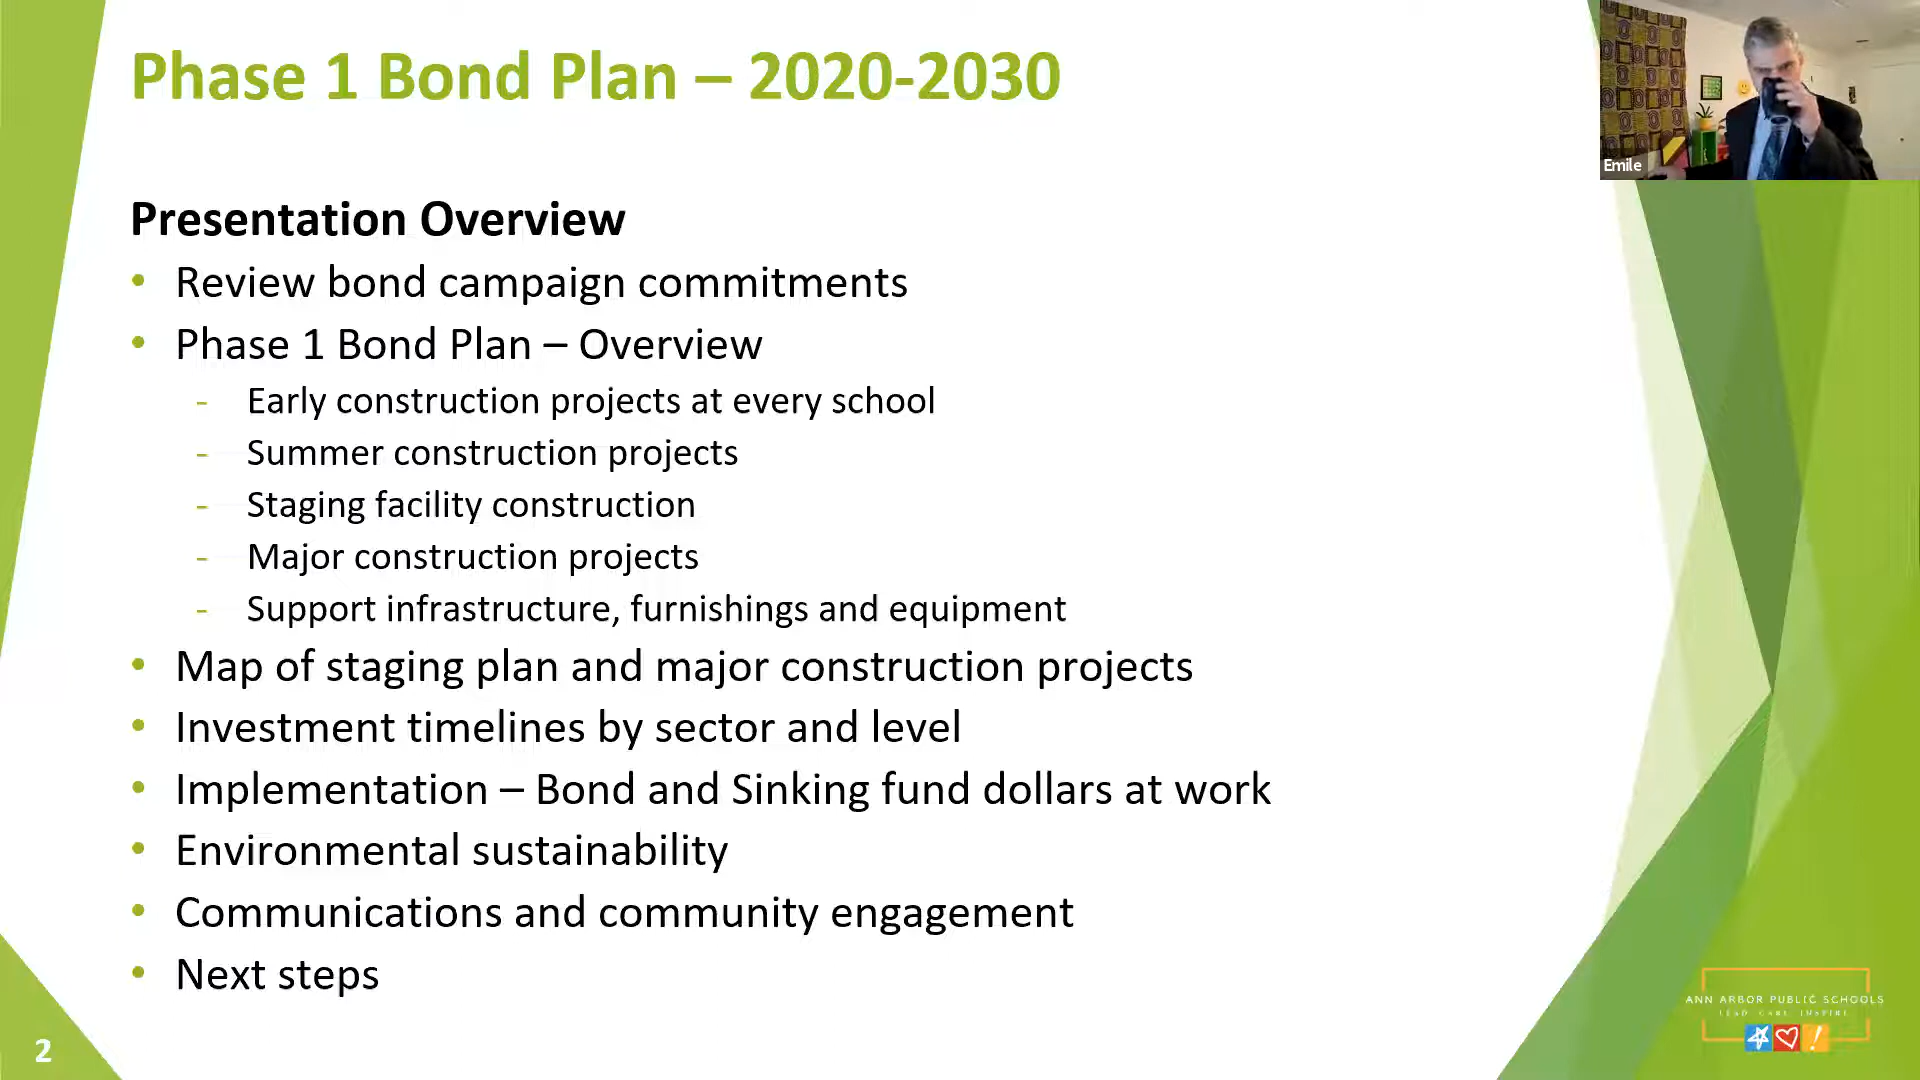 Phase 1 Bond Plan – 2020-2030
Emile
Presentation Overview
• Review bond campaign commitments
• Phase 1 Bond Plan – Overview
- Early construction projects at every school
- Summer construction projects
- Staging facility construction
- Major construction projects
- Support infrastructure, furnishings and equipment
• Map of staging plan and major construction projects
• Investment timelines by sector and level
• Implementation – Bond and Sinking fund dollars at work
• Environmental sustainability
• Communications and community engagement
• Next steps
ANN ARBOR PUBLIC SCHOOLS
LEAD CARE INSPIRE
2